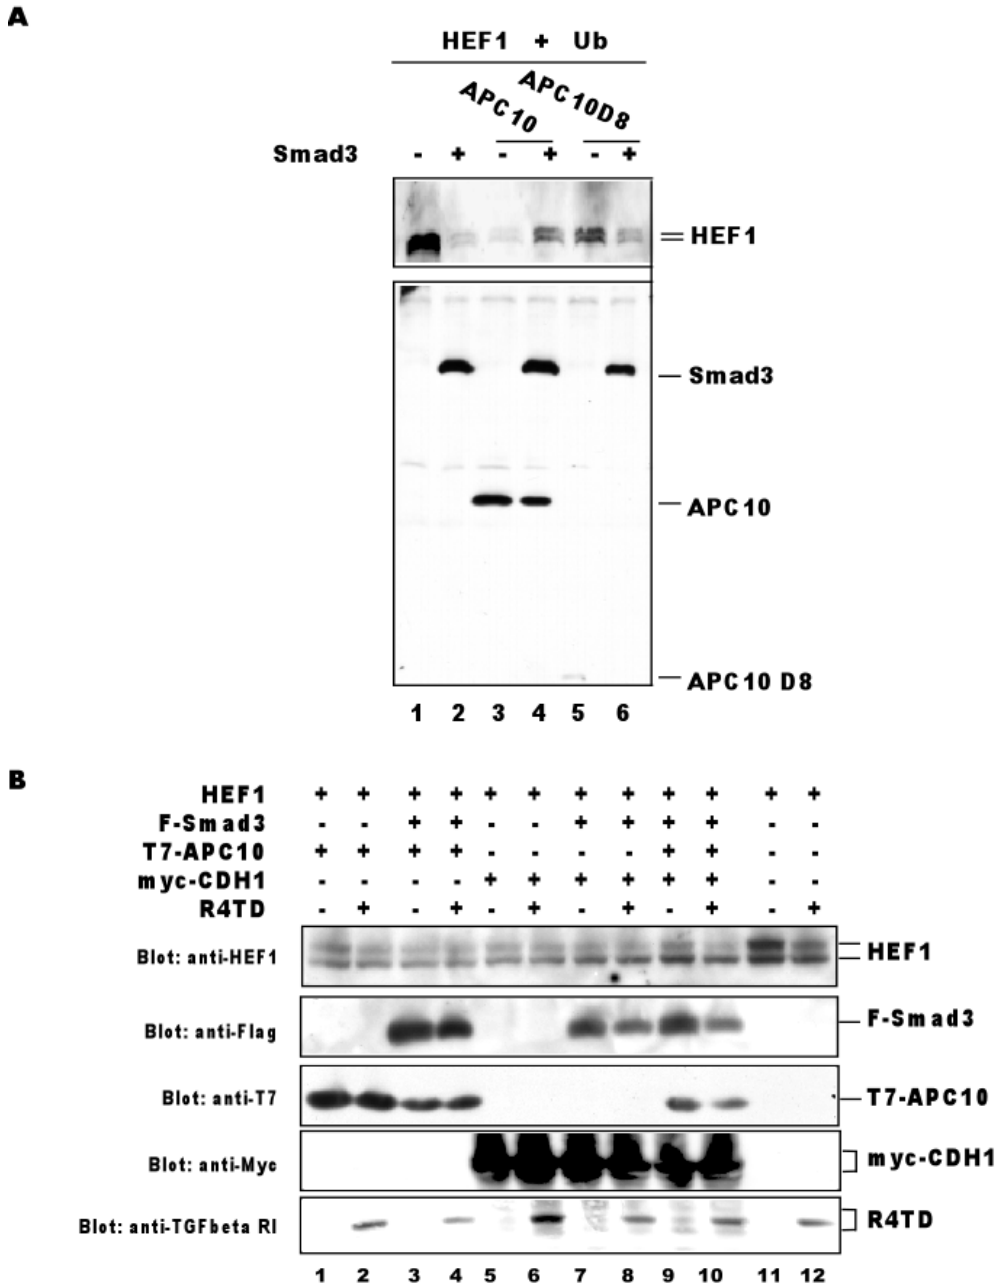 A
HEF1 + Ub
APC10 APC10D8
Smad3 - + - + - +
HEF1
Smad3
APC10
APC10 D8
1 2 3 4 5 6
B
HEF1 + + + + + + + + + + + +
F-Smad3 - - + + - - + + + + - -
T7-APC10 + + + + - - - - + + - -
myc-CDH1 - - - - + + + + + + - -
R4TD - + - + - + - + - + - +
Blot: anti-HEF1 HEF1
Blot: anti-Flag F-Smad3
Blot: anti-T7 T7-APC10
Blot: anti-Myc myc-CDH1
Blot: anti-TGFbeta RI R4TD
1 2 3 4 5 6 7 8 9 10 11 12